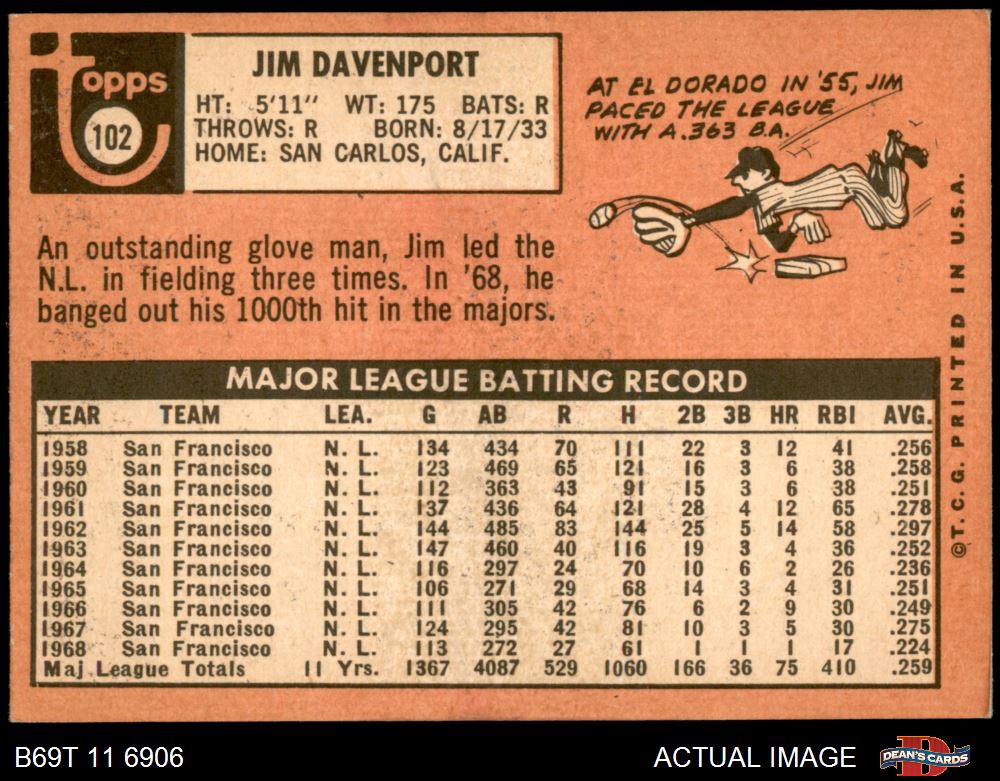 Topps
102
JIM DAVENPORT
HT: 5'11" WT: 175 BATS: R
THROWS: R BORN: 8/17/33
HOME: SAN CARLOS, CALIF.
AT EL DORADO IN '55, JIM
PACED THE LEAGUE
WITH A .363 B.A.
An outstanding glove man, Jim led the
N.L. in fielding three times. In '68, he
banged out his 1000th hit in the majors.
©T. C. G. PRINTED IN U.S.A.
MAJOR LEAGUE BATTING RECORD
YEAR TEAM LEA. G AB R H 2B 3B HR RBI AVG.
1958 San Francisco N. L. 134 434 70 111 22 3 12 41 .256
1959 San Francisco N. L. 123 469 65 121 16 3 6 38 .258
1960 San Francisco N. L. 112 363 43 91 15 3 6 38 .251
1961 San Francisco N. L. 137 436 64 121 28 4 12 65 .278
1962 San Francisco N. L. 144 485 83 144 25 5 14 58 .297
1963 San Francisco N. L. 147 460 40 116 19 3 4 36 .252
1964 San Francisco N. L. 116 297 24 70 10 6 2 26 .236
1965 San Francisco N. L. 106 271 29 68 14 3 4 31 .251
1966 San Francisco N. L. 111 305 42 76 6 2 9 30 .249
1967 San Francisco N. L. 124 295 42 81 10 3 5 30 .275
1968 San Francisco N. L. 113 272 27 61 1 1 1 17 .224
Maj. League Totals 11 Yrs. 1367 4087 529 1060 166 36 75 410 .259
B69T 11 6906
ACTUAL IMAGE
DEAN'S CARDS